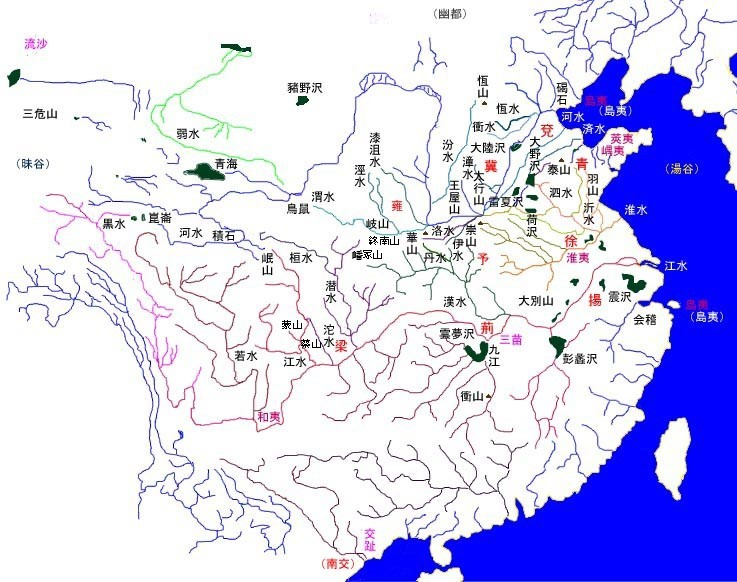 （幽都）
流沙
三危山
（昧谷）
弱水
豬野沢
青海
恆山
恆水
衛水
碣石
島夷
（島夷）
河水
済水
兗
萊夷
嵎夷
漆沮水
涇水
汾水
大陸沢
漳水
冀
太行山
王屋山
大野沢
泰山
青
羽山
（湯谷）
雷夏沢
泗水
沂水
荷沢
鳥鼠
渭水
岐山
雍
終南山
嶓冢山
華山
洛水
崇山
伊水
丹水
予
徐
淮夷
淮水
黒水
崑崙
河水
積石
岷山
桓水
潜水
漢水
大別山
揚
震沢
江水
島夷
（島夷）
会稽
蒙山
蔡山
沱水
江水
若水
梁
和夷
荊
三苗
雲夢沢
九江
彭蠡沢
衡山
交趾
（南交）